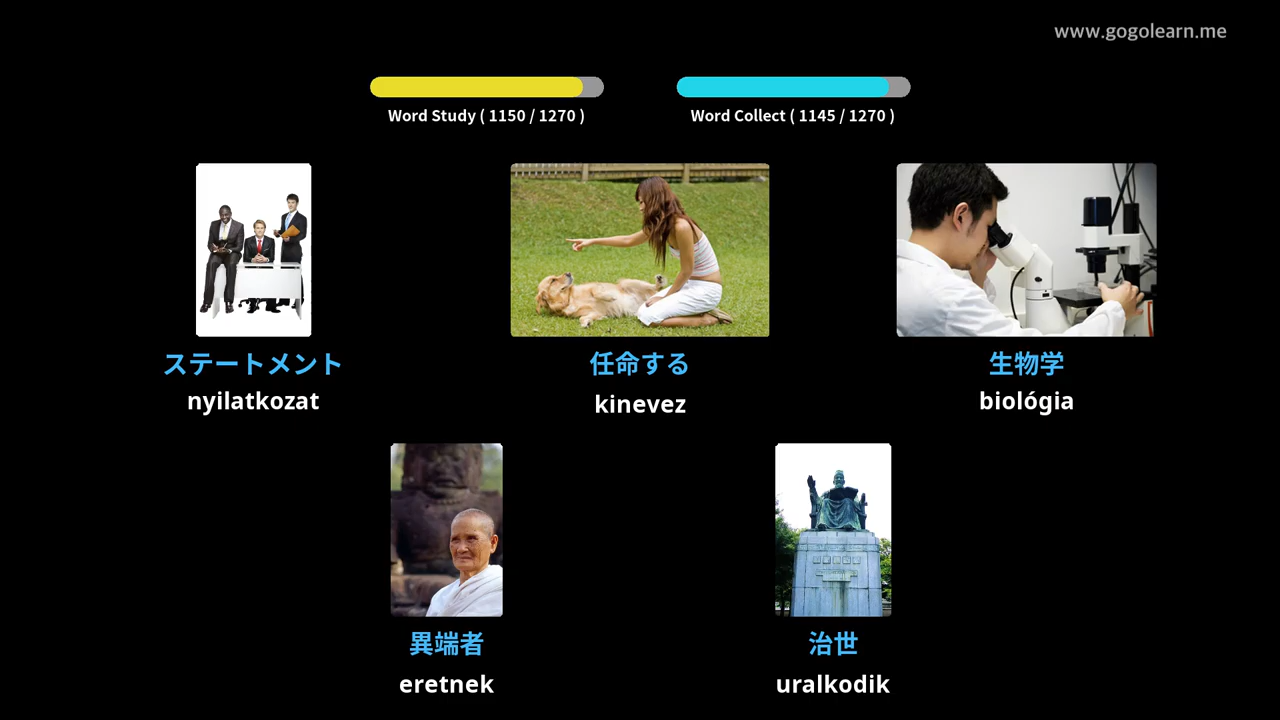 www.gogolearn.me
Word Study ( 1150 / 1270 )
Word Collect ( 1145 / 1270 )
ステートメント
nyilatkozat
任命する
kinevez
生物学
biológia
異端者
eretnek
治世
uralkodik